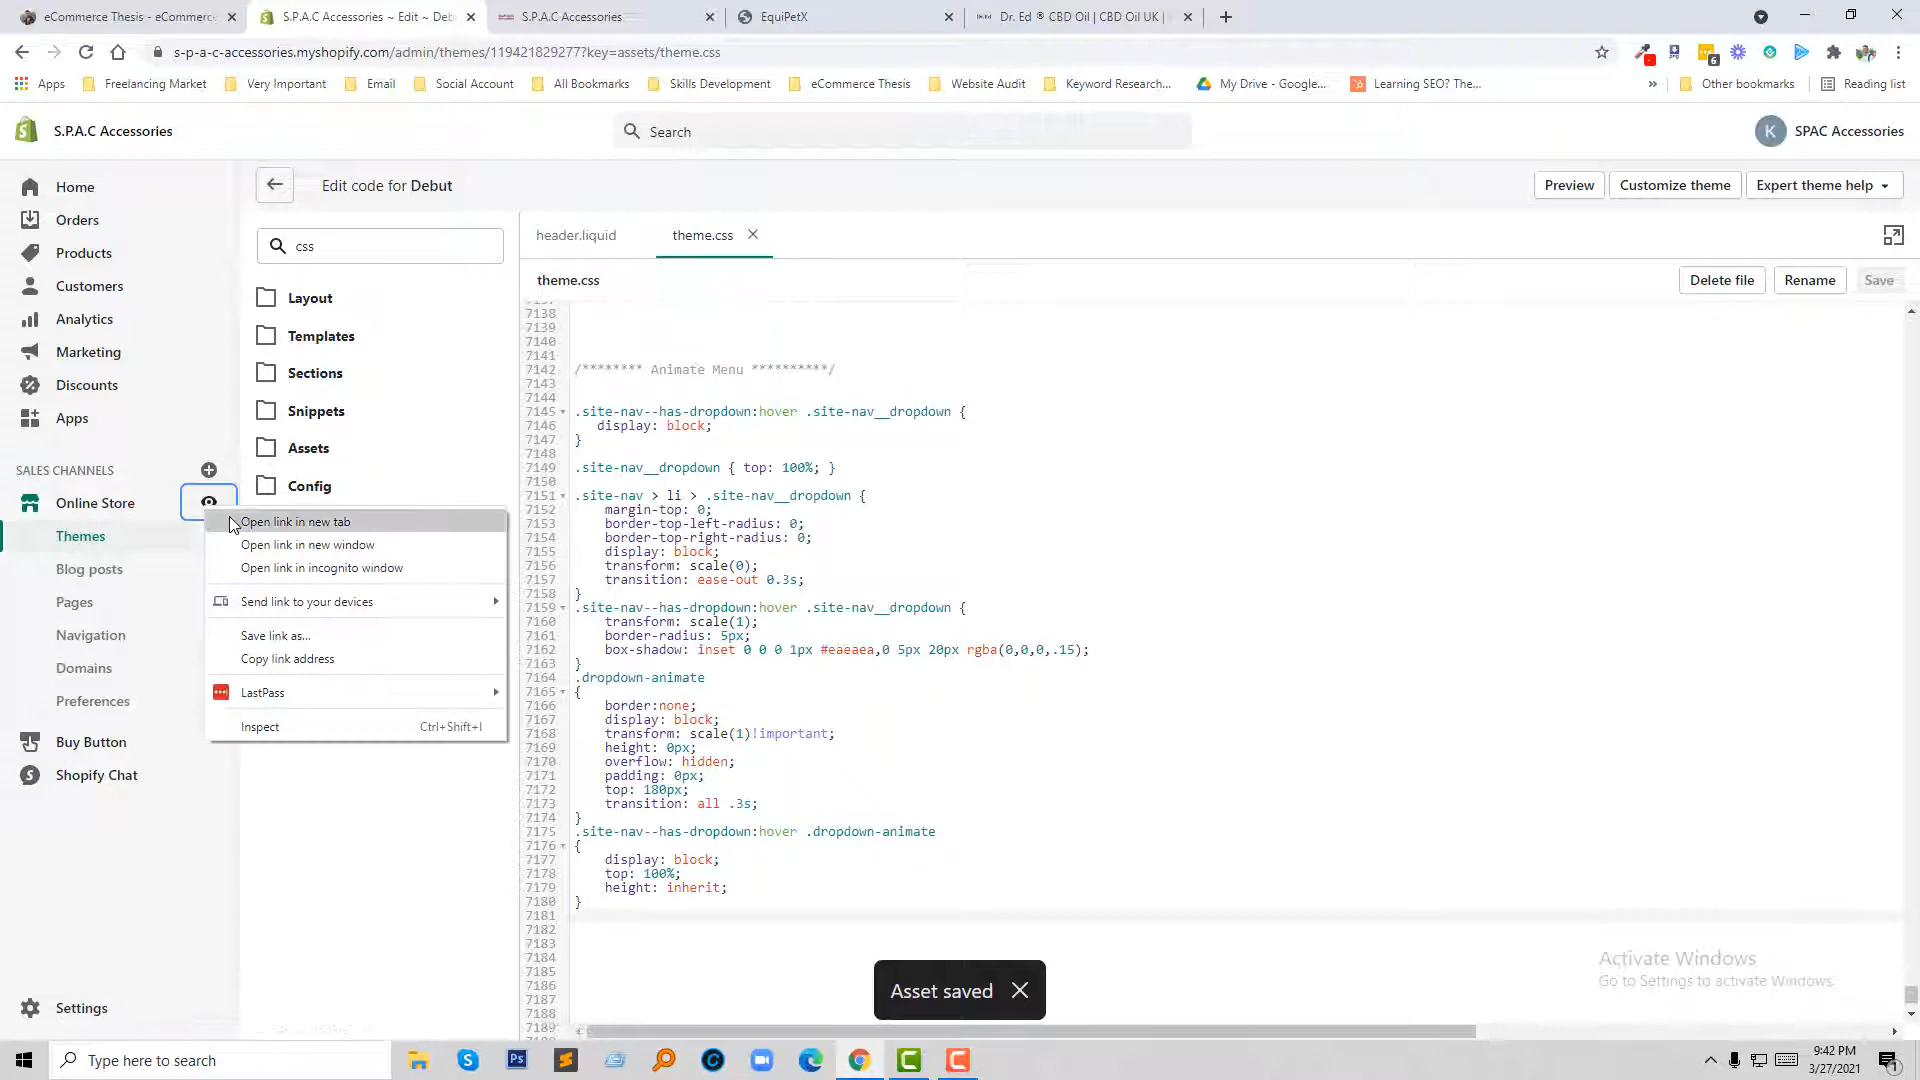 eCommerce Thesis - eCommerce
S.P.A.C Accessories ~ Edit ~ Deb
S.P.A.C Accessories
EquiPetX
Dr. Ed ® CBD Oil | CBD Oil UK |
s-p-a-c-accessories.myshopify.com/admin/themes/119421829277?key=assets/theme.css
Apps
Freelancing Market
Very Important
Email
Social Account
All Bookmarks
Skills Development
eCommerce Thesis
Website Audit
Keyword Research...
My Drive - Google...
Learning SEO? The...
»
Other bookmarks
Reading list
S.P.A.C Accessories
Search
K
SPAC Accessories
Home
Orders
Products
Customers
Analytics
Marketing
Discounts
Apps
SALES CHANNELS
Online Store
Themes
Blog posts
Pages
Navigation
Domains
Preferences
Buy Button
Shopify Chat
Settings
Edit code for Debut
Preview
Customize theme
Expert theme help
css
Layout
Templates
Sections
Snippets
Assets
Config
Open link in new tab
Open link in new window
Open link in incognito window
Send link to your devices
Save link as...
Copy link address
LastPass
Inspect Ctrl+Shift+I
header.liquid
theme.css
theme.css
Delete file
Rename
Save
7138
7139
7140
7141
7142 /******** Animate Menu **********/
7143
7144
7145 .site-nav--has-dropdown:hover .site-nav__dropdown {
7146 display: block;
7147 }
7148
7149 .site-nav__dropdown { top: 100%; }
7150
7151 .site-nav > li > .site-nav__dropdown {
7152 margin-top: 0;
7153 border-top-left-radius: 0;
7154 border-top-right-radius: 0;
7155 display: block;
7156 transform: scale(0);
7157 transition: ease-out 0.3s;
7158 }
7159 .site-nav--has-dropdown:hover .site-nav__dropdown {
7160 transform: scale(1);
7161 border-radius: 5px;
7162 box-shadow: inset 0 0 0 1px #eaeaea,0 5px 20px rgba(0,0,0,.15);
7163 }
7164 .dropdown-animate
7165 {
7166 border:none;
7167 display: block;
7168 transform: scale(1)!important;
7169 height: 0px;
7170 overflow: hidden;
7171 padding: 0px;
7172 top: 180px;
7173 transition: all .3s;
7174 }
7175 .site-nav--has-dropdown:hover .dropdown-animate
7176 {
7177 display: block;
7178 top: 100%;
7179 height: inherit;
7180 }
7181
7182
7183
7184
7185
7186
7187
7188
7189
Asset saved
Activate Windows
Go to Settings to activate Windows.
Type here to search
9:42 PM
3/27/2021